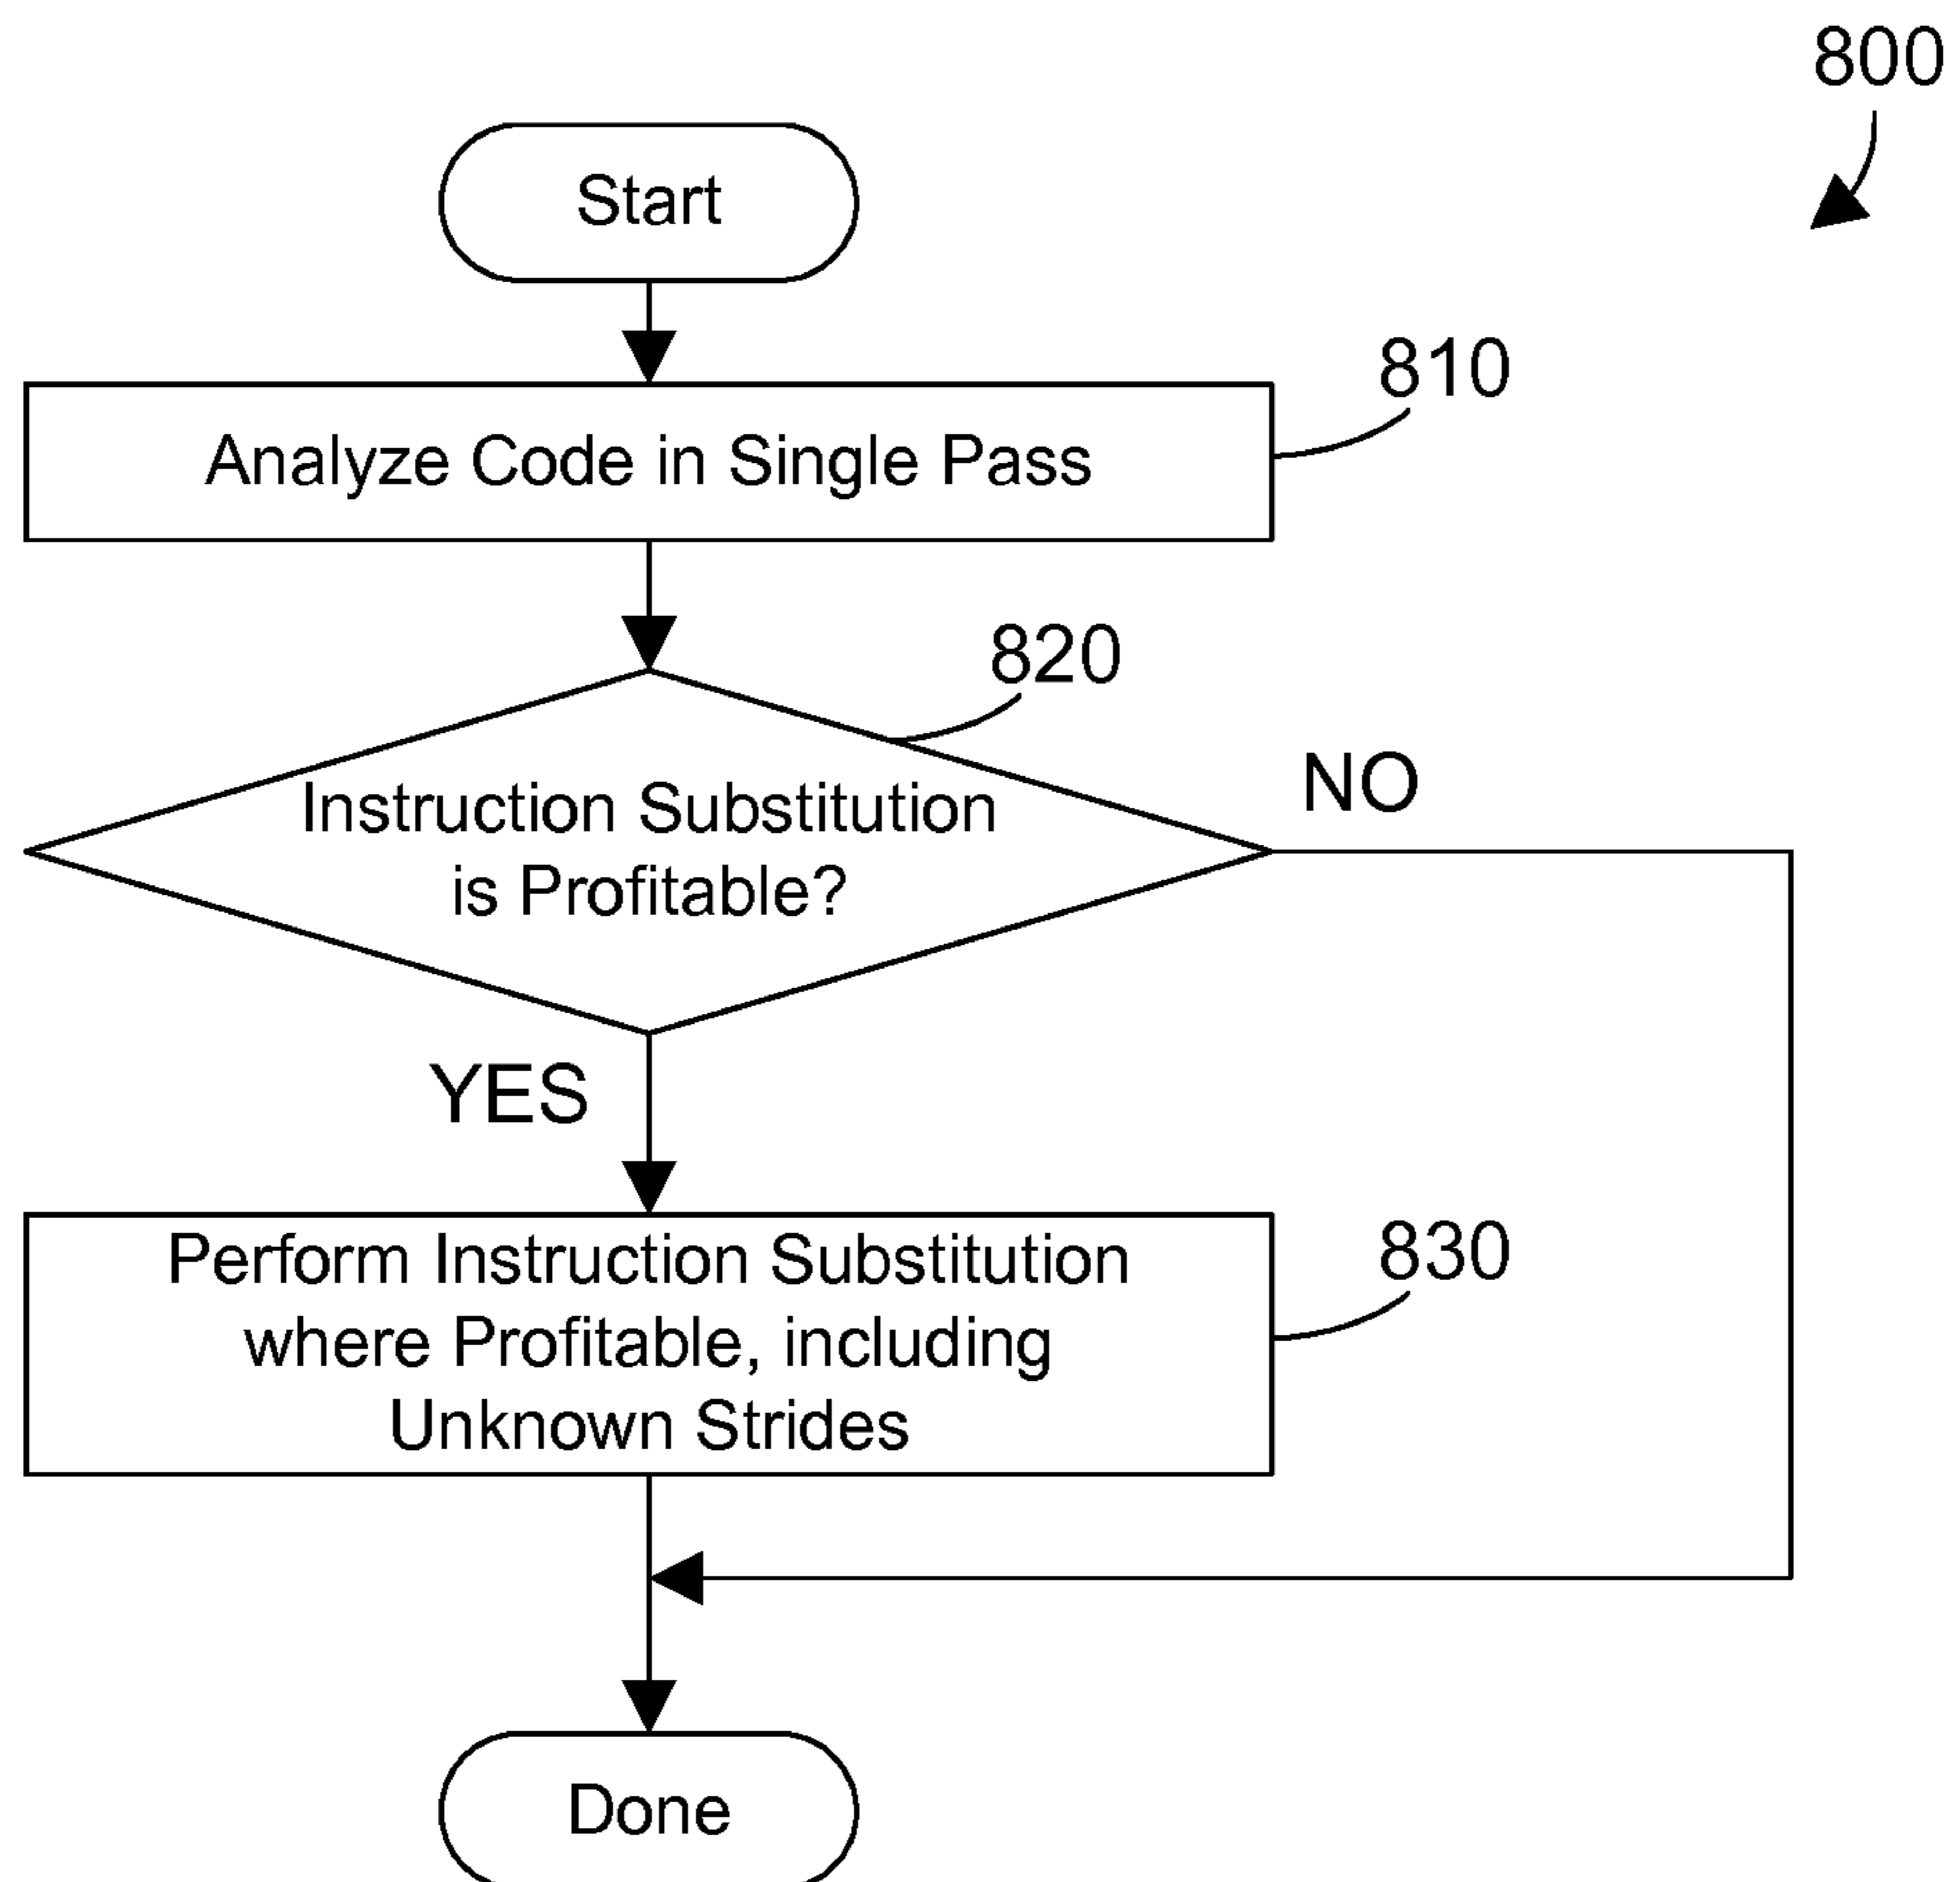 800
Start
810
Analyze Code in Single Pass
820
NO
Instruction Substitution
is Profitable?
YES
830
Perform Instruction Substitution
where Profitable, including
Unknown Strides
Done